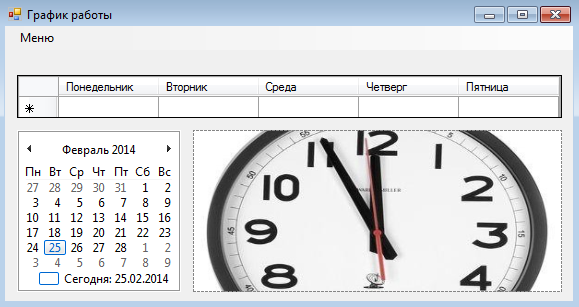 График работы
Меню
Понедельник Вторник Среда Четверг Пятница
Февраль 2014
Пн Вт Ср Чт Пт Сб Вс
27 28 29 30 31 1 2
3 4 5 6 7 8 9
10 11 12 13 14 15 16
17 18 19 20 21 22 23
24 25 26 27 28 1 2
3 4 5 6 7 8 9
Сегодня: 25.02.2014
55
11 12 1
10 2
9 3
8 4